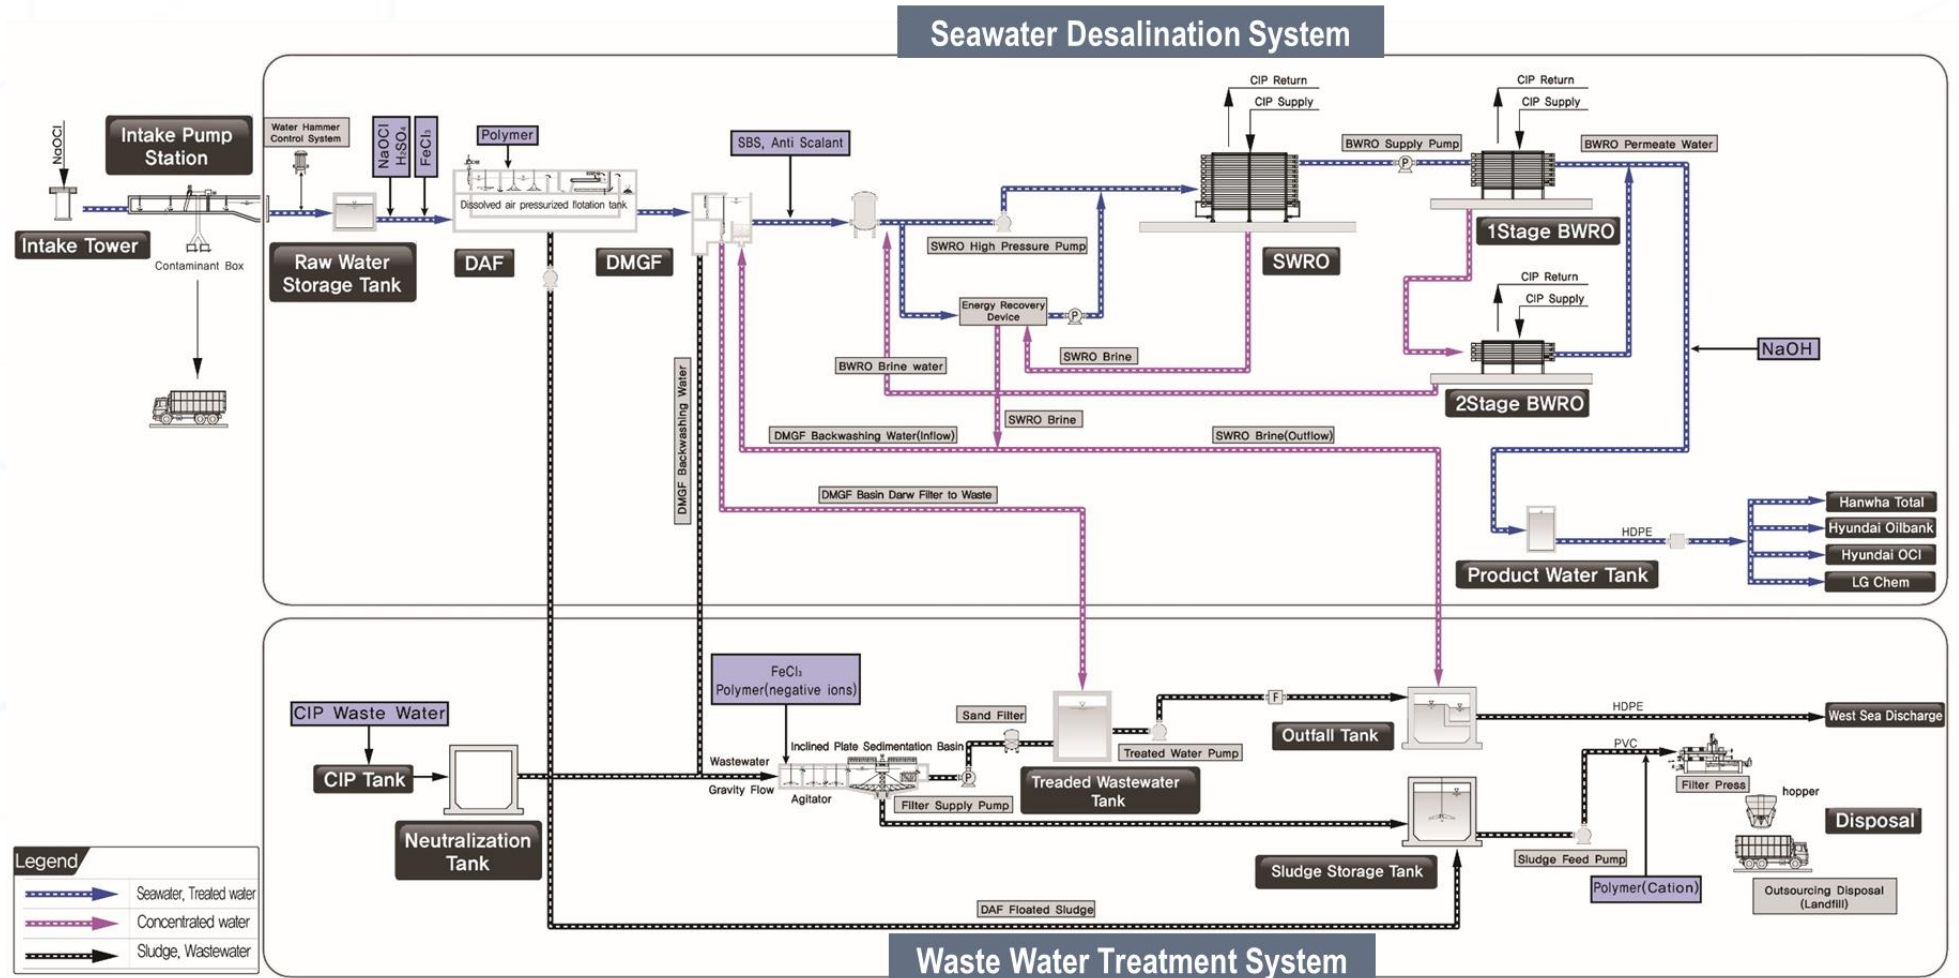 Seawater Desalination System
NaOCl
Intake Pump
Station
Intake Tower
Contaminant Box
Water Hammer
Control System
Raw Water
Storage Tank
NaOCl
H₂SO₄
FeCl₃
Polymer
Dissolved air pressurized flotation tank
DAF
DMGF
SBS, Anti Scalant
SWRO High Pressure Pump
Energy Recovery
Device
P
CIP Return
CIP Supply
SWRO
BWRO Supply Pump
P
CIP Return
CIP Supply
BWRO Permeate Water
1Stage BWRO
CIP Return
CIP Supply
2Stage BWRO
NaOH
SWRO Brine
BWRO Brine water
SWRO Brine
DMGF Backwashing Water(Inflow)
SWRO Brine(Outflow)
DMGF Backwashing Water
DMGF Basin Darw Filter to Waste
Product Water Tank
HDPE
Hanwha Total
Hyundai Oilbank
Hyundai OCI
LG Chem
CIP Waste Water
CIP Tank
Neutralization
Tank
FeCl₃
Polymer(negative ions)
Wastewater
Gravity Flow
Inclined Plate Sedimentation Basin
Agitator
P
Filter Supply Pump
Sand Filter
Treaded Wastewater
Tank
Treated Water Pump
F
Outfall Tank
HDPE
West Sea Discharge
Sludge Storage Tank
Sludge Feed Pump
PVC
Polymer(Cation)
Filter Press
hopper
Disposal
Outsourcing Disposal
(Landfill)
DAF Floated Sludge
Legend
Seawater, Treated water
Concentrated water
Sludge, Wastewater
Waste Water Treatment System